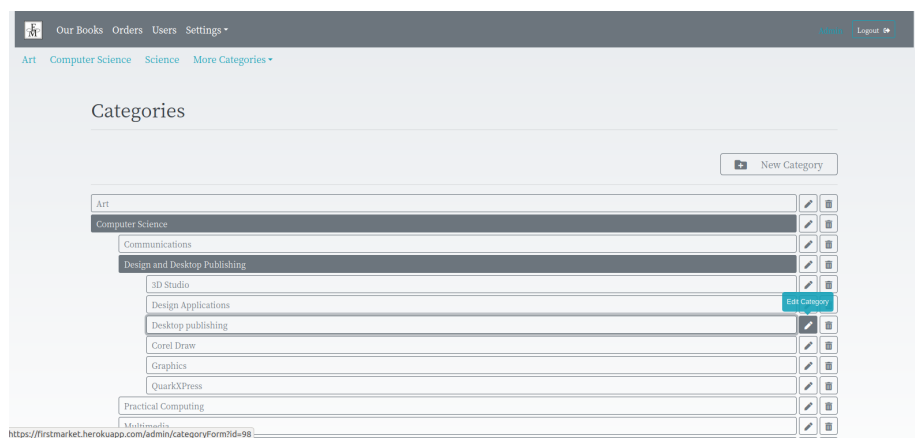 FM
Our Books Orders Users Settings
Logout
Art Computer Science Science More Categories
Categories
New Category
Art
Computer Science
Communications
Design and Desktop Publishing
3D Studio
Design Applications
Edit Category
Desktop publishing
Corel Draw
Graphics
QuarkXPress
Practical Computing
Multimedia
https://firstmarket.herokuapp.com/admin/categoryForm?id=98